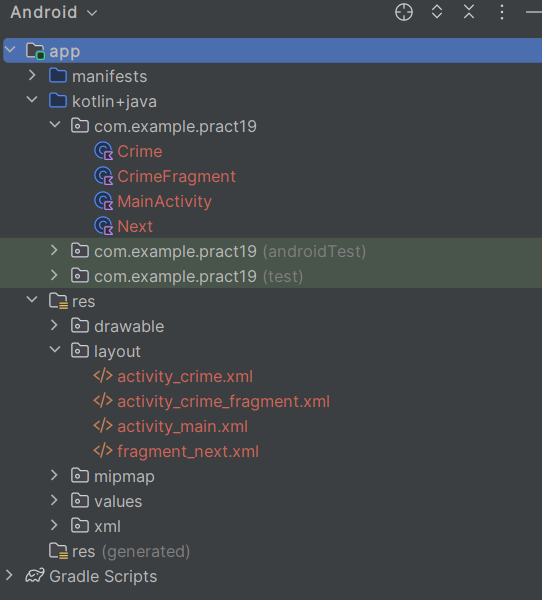 Android
app
manifests
kotlin+java
com.example.pract19
Crime
CrimeFragment
MainActivity
Next
com.example.pract19 (androidTest)
com.example.pract19 (test)
res
drawable
layout
activity_crime.xml
activity_crime_fragment.xml
activity_main.xml
fragment_next.xml
mipmap
values
xml
res (generated)
Gradle Scripts